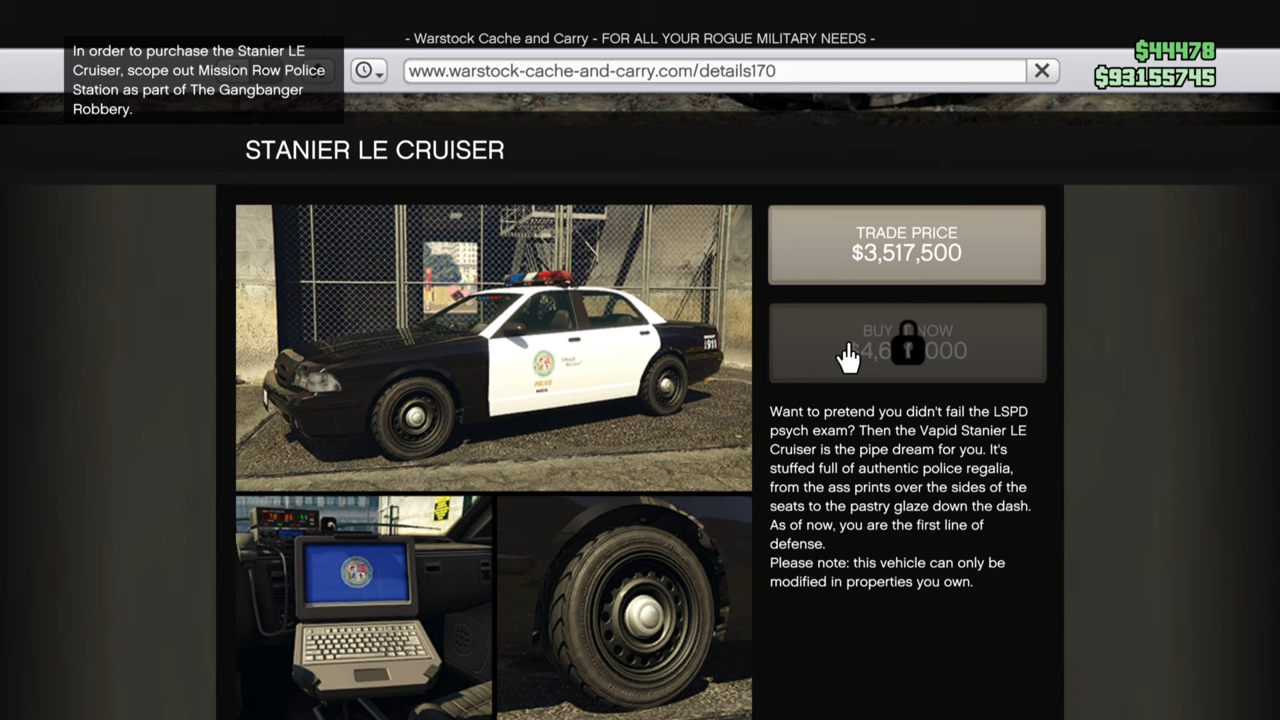 - Warstock Cache and Carry - FOR ALL YOUR ROGUE MILITARY NEEDS -
In order to purchase the Stanier LE
Cruiser, scope out Mission Row Police
Station as part of The Gangbanger
Robbery.
www.warstock-cache-and-carry.com/details170
$44478
$93155745
STANIER LE CRUISER
TRADE PRICE
$3,517,500
BUY NOW
Want to pretend you didn't fail the LSPD
psych exam? Then the Vapid Stanier LE
Cruiser is the pipe dream for you. It's
stuffed full of authentic police regalia,
from the ass prints over the sides of the
seats to the pastry glaze down the dash.
As of now, you are the first line of
defense.
Please note: this vehicle can only be
modified in properties you own.
POLICE
911